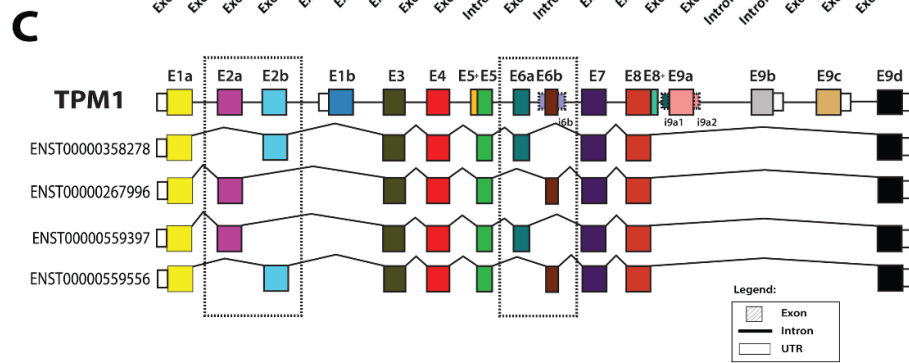 C
E1a E2a E2b E1b E3 E4 E5+ E5 E6a E6b E7 E8 E8+ E9a E9b E9c E9d
TPM1
i6b i9a1 i9a2
ENST00000358278
ENST00000267996
ENST00000559397
ENST00000559556
Legend:
Exon
Intron
UTR